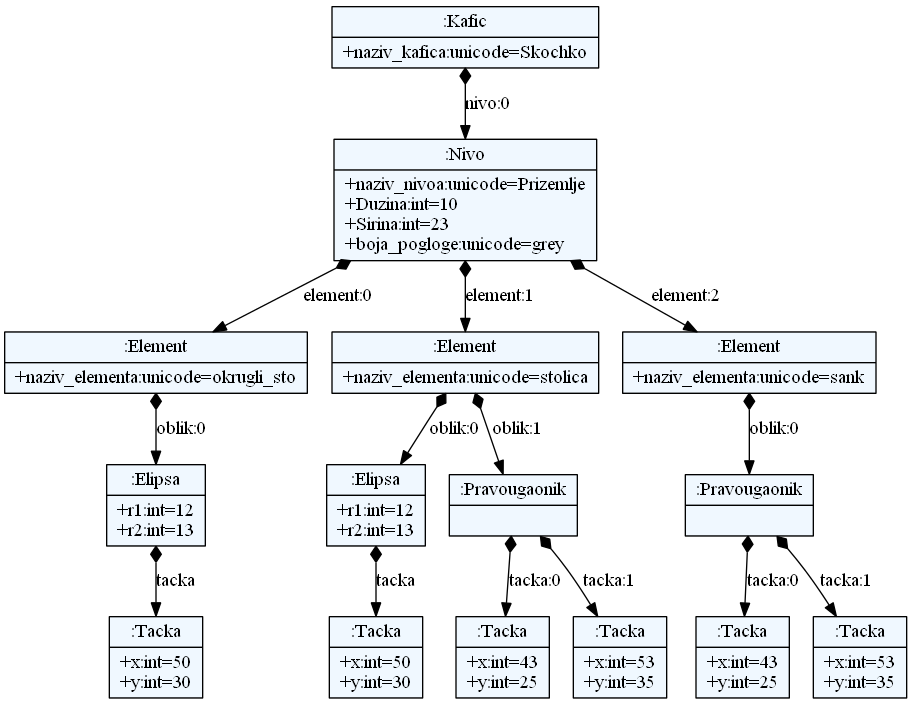 :Kafic
+naziv_kafica:unicode=Skochko
nivo:0
:Nivo
+naziv_nivoa:unicode=Prizemlje
+Duzina:int=10
+Sirina:int=23
+boja_pogloge:unicode=grey
element:0
element:1
element:2
:Element
+naziv_elementa:unicode=okrugli_sto
:Element
+naziv_elementa:unicode=stolica
:Element
+naziv_elementa:unicode=sank
oblik:0
oblik:0
oblik:1
oblik:0
:Elipsa
+r1:int=12
+r2:int=13
:Elipsa
+r1:int=12
+r2:int=13
:Pravougaonik
:Pravougaonik
tacka
tacka
tacka:0
tacka:1
tacka:0
tacka:1
:Tacka
+x:int=50
+y:int=30
:Tacka
+x:int=50
+y:int=30
:Tacka
+x:int=43
+y:int=25
:Tacka
+x:int=53
+y:int=35
:Tacka
+x:int=43
+y:int=25
:Tacka
+x:int=53
+y:int=35